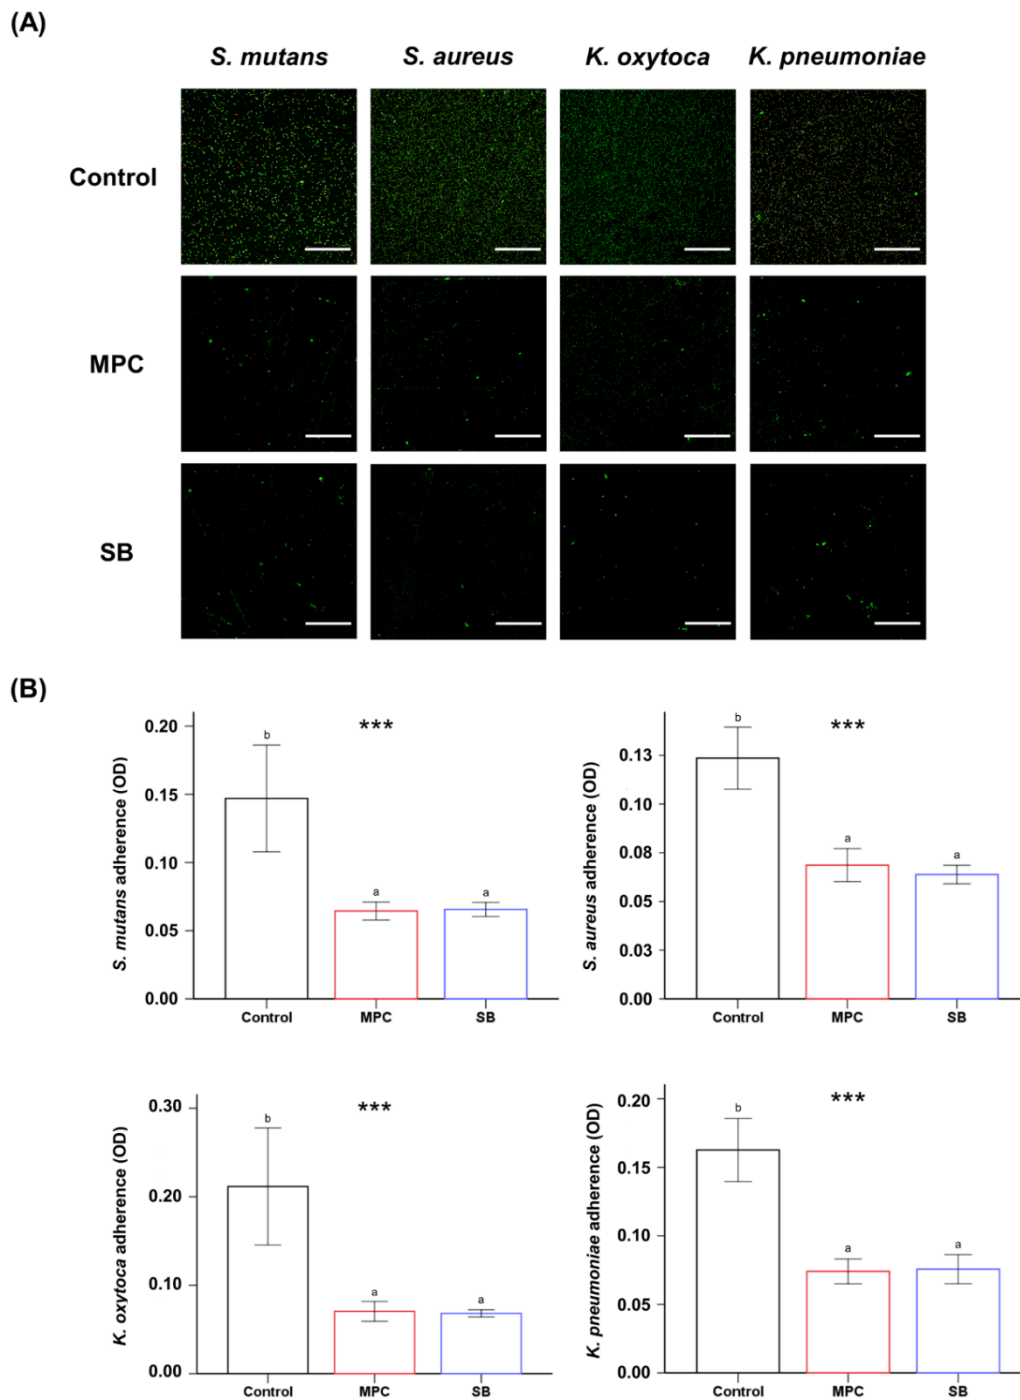 (A)
S. mutans S. aureus K. oxytoca K. pneumoniae
Control
MPC
SB
(B)
S. mutans adherence (OD)
0.20
0.15
0.10
0.05
0.00
***
b
a
a
Control MPC SB
S. aureus adherence (OD)
0.13
0.10
0.08
0.05
0.03
0.00
***
b
a
a
Control MPC SB
K. oxytoca adherence (OD)
0.30
0.20
0.10
0.00
***
b
a
a
Control MPC SB
K. pneumoniae adherence (OD)
0.20
0.15
0.10
0.05
0.00
***
b
a
a
Control MPC SB